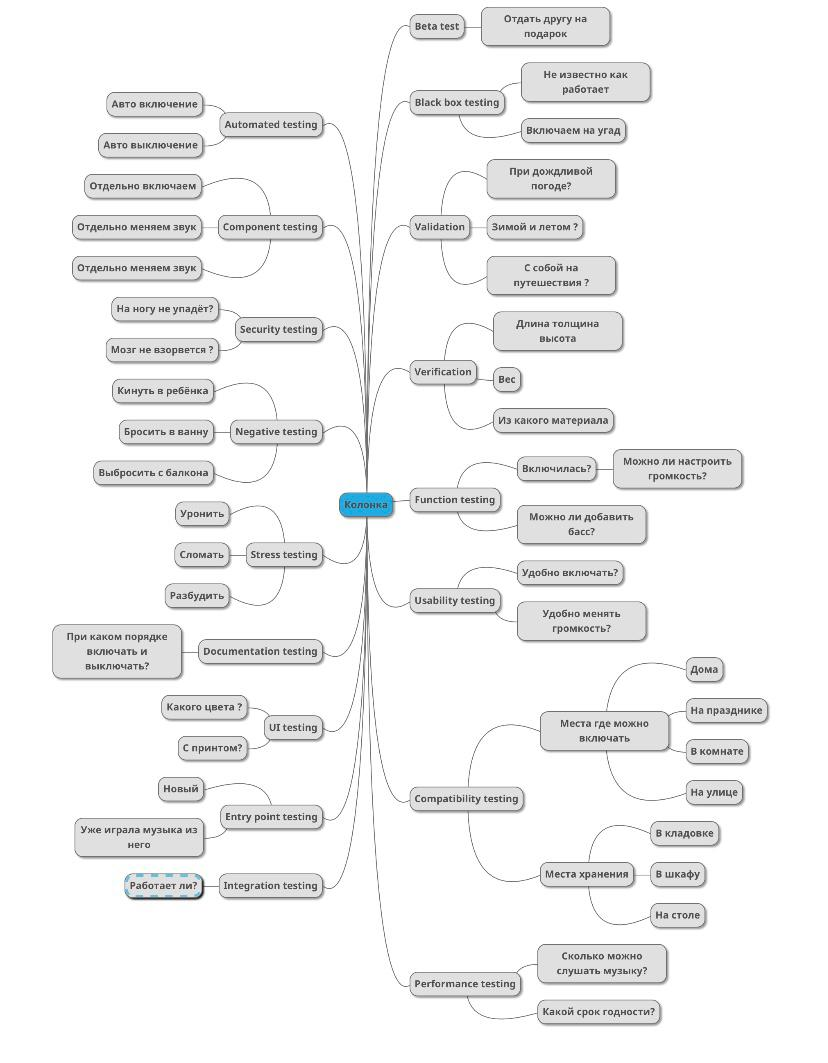 Колонка
Beta test
Отдать другу на
подарок
Black box testing
Не известно как
работает
Включаем на угад
Validation
При дождливой
погоде?
Зимой и летом ?
С собой на
путешествия ?
Verification
Длина толщина
высота
Вес
Из какого материала
Function testing
Включилась?
Можно ли настроить
громкость?
Можно ли добавить
басс?
Usability testing
Удобно включать?
Удобно менять
громкость?
Compatibility testing
Места где можно
включать
Дома
На празднике
В комнате
На улице
Места хранения
В кладовке
В шкафу
На столе
Performance testing
Сколько можно
слушать музыку?
Какой срок годности?
Automated testing
Авто включение
Авто выключение
Component testing
Отдельно включаем
Отдельно меняем звук
Отдельно меняем звук
Security testing
На ногу не упадёт?
Мозг не взорвется ?
Negative testing
Кинуть в ребёнка
Бросить в ванну
Выбросить с балкона
Stress testing
Уронить
Сломать
Разбудить
Documentation testing
При каком порядке
включать и
выключать?
UI testing
Какого цвета ?
С принтом?
Entry point testing
Новый
Уже играла музыка из
него
Integration testing
Работает ли?